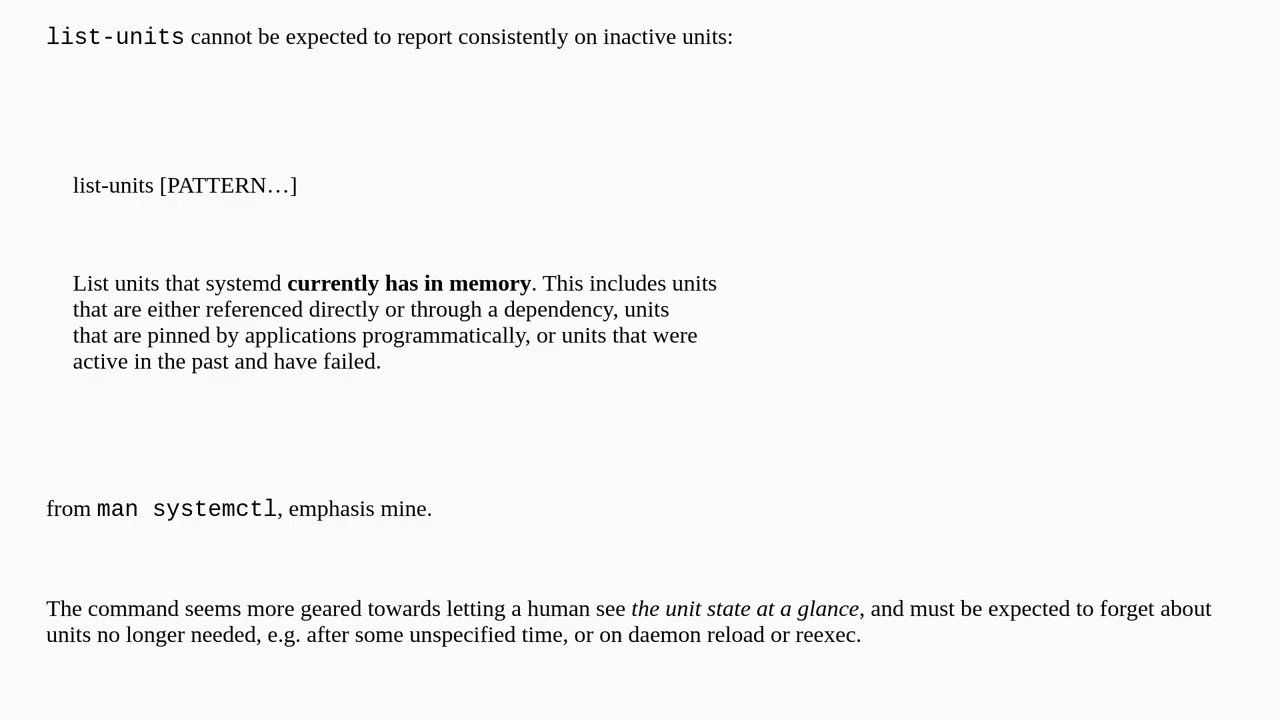 list-units cannot be expected to report consistently on inactive units:
list-units [PATTERN…]
List units that systemd currently has in memory. This includes units
that are either referenced directly or through a dependency, units
that are pinned by applications programmatically, or units that were
active in the past and have failed.
from man systemctl, emphasis mine.
The command seems more geared towards letting a human see the unit state at a glance, and must be expected to forget about
units no longer needed, e.g. after some unspecified time, or on daemon reload or reexec.